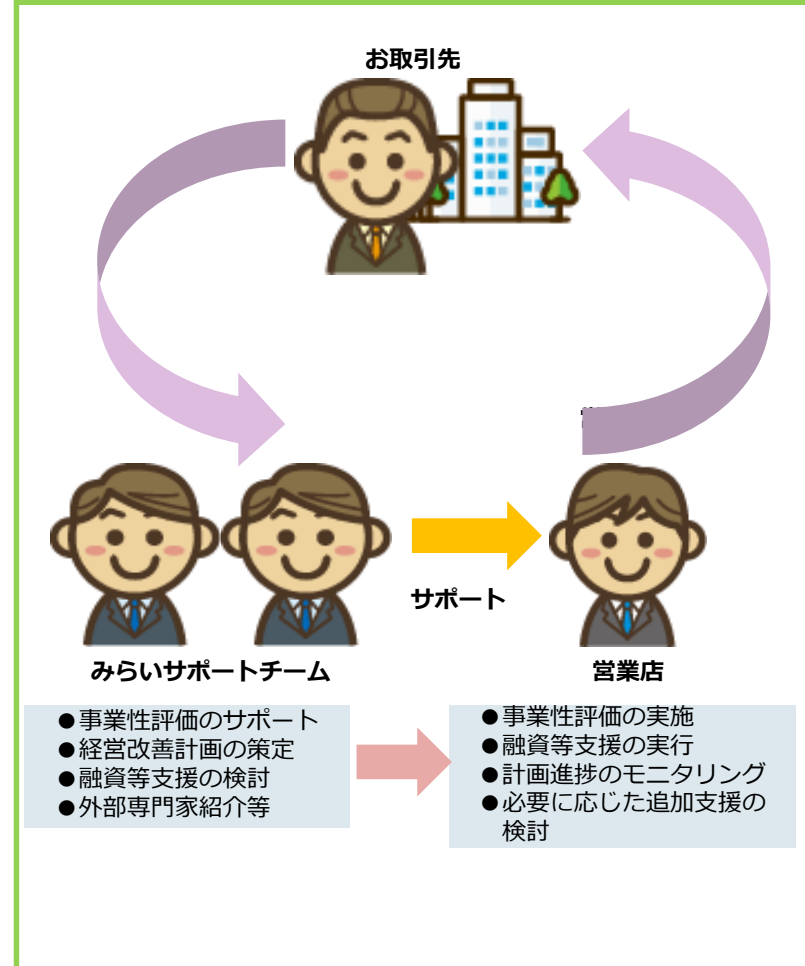 お取引先
サポート
みらいサポートチーム
営業店
●事業性評価のサポート
●経営改善計画の策定
●融資等支援の検討
●外部専門家紹介等
●事業性評価の実施
●融資等支援の実行
●計画進捗のモニタリング
●必要に応じた追加支援の
検討